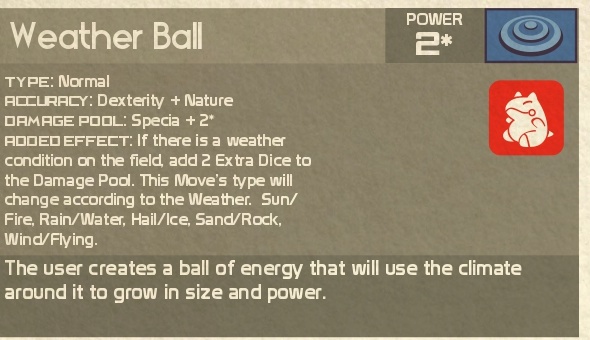 Weather Ball
POWER
2*
TYPE: Normal
ACCURACY: Dexterity + Nature
DAMAGE POOL: Specia + 2*
ADDED EFFECT: If there is a weather
condition on the field, add 2 Extra Dice to
the Damage Pool. This Move's type will
change according to the Weather. Sun/
Fire, Rain/Water, Hail/Ice, Sand/Rock,
Wind/Flying.
The user creates a ball of energy that will use the climate
around it to grow in size and power.